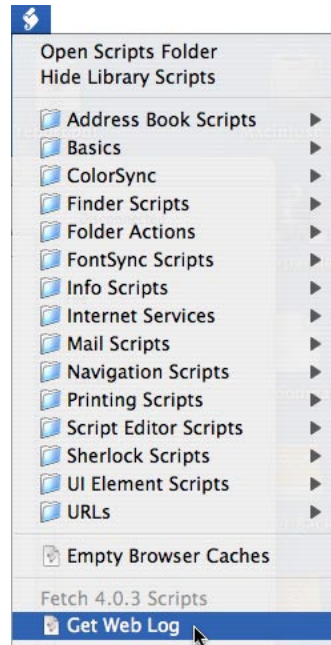 Open Scripts Folder
Hide Library Scripts
Address Book Scripts
Basics
ColorSync
Finder Scripts
Folder Actions
FontSync Scripts
Info Scripts
Internet Services
Mail Scripts
Navigation Scripts
Printing Scripts
Script Editor Scripts
Sherlock Scripts
UI Element Scripts
URLs
Empty Browser Caches
Fetch 4.0.3 Scripts
Get Web Log